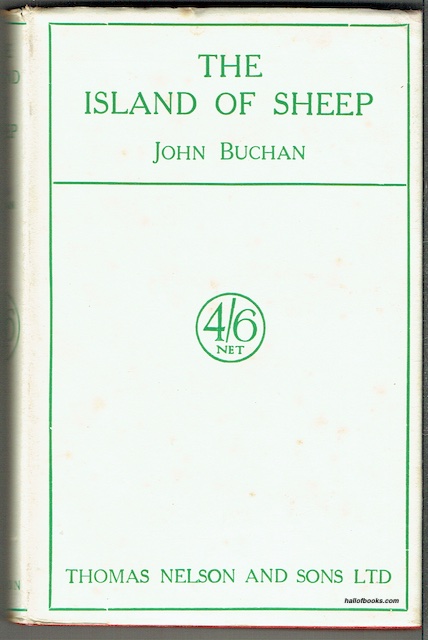 THE
ISLAND OF SHEEP
JOHN BUCHAN
4/6
NET
THOMAS NELSON AND SONS LTD
hallofbooks.com